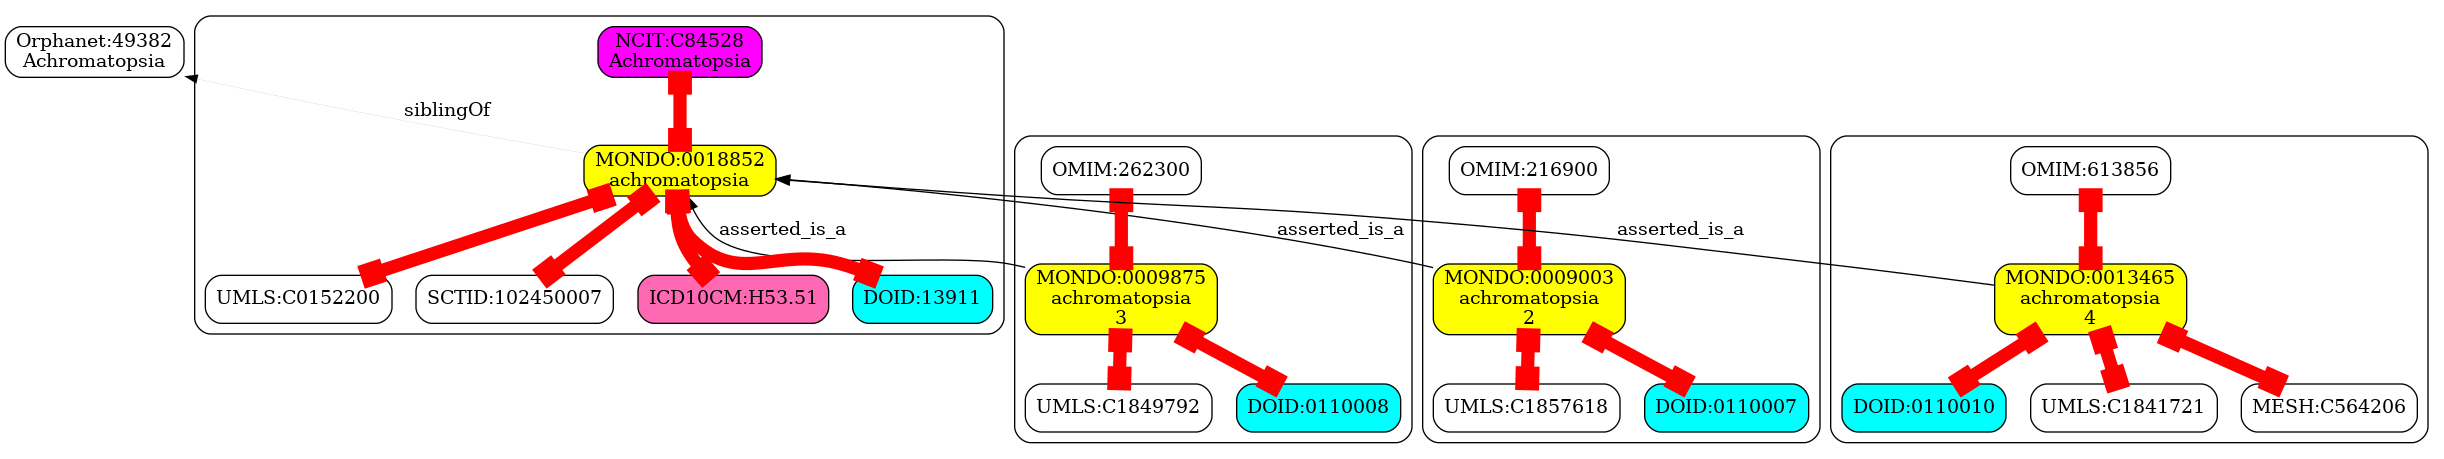 Orphanet:49382
Achromatopsia
NCIT:C84528
Achromatopsia
siblingOf
MONDO:0018852
achromatopsia
OMIM:262300
OMIM:216900
OMIM:613856
asserted_is_a
asserted_is_a
asserted_is_a
UMLS:C0152200
SCTID:102450007
ICD10CM:H53.51
DOID:13911
MONDO:0009875
achromatopsia
3
MONDO:0009003
achromatopsia
2
MONDO:0013465
achromatopsia
4
UMLS:C1849792
DOID:0110008
UMLS:C1857618
DOID:0110007
DOID:0110010
UMLS:C1841721
MESH:C564206